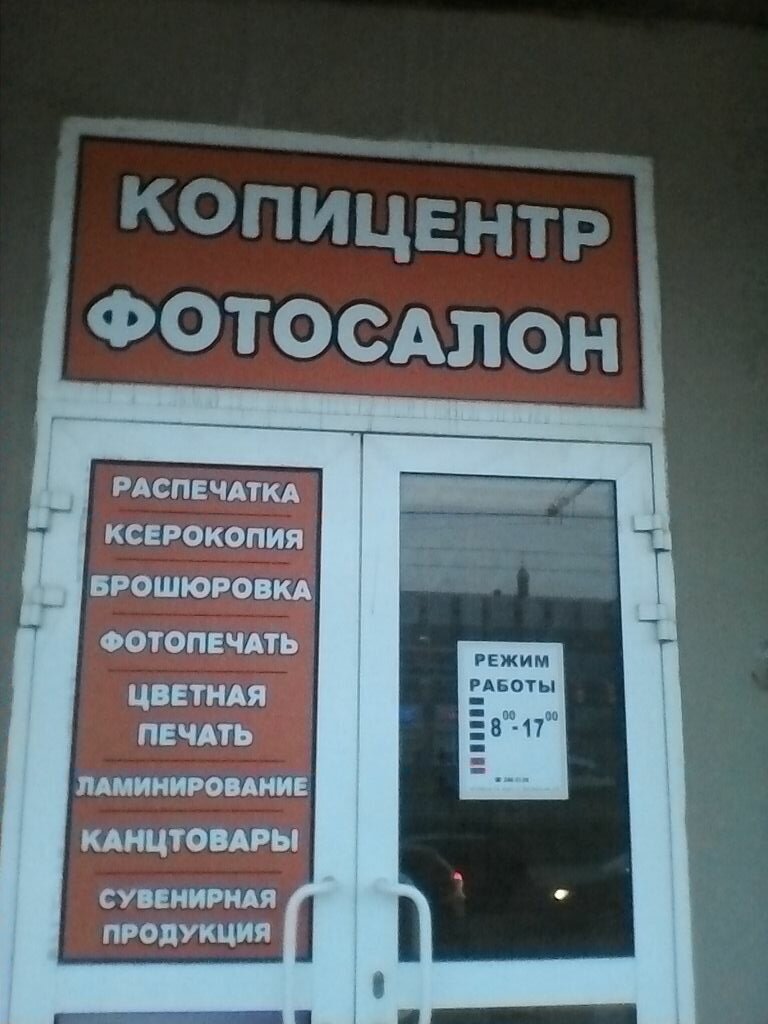 КОПИЦЕНТР
ФОТОСАЛОН
РАСПЕЧАТКА
КСЕРОКОПИЯ
БРОШЮРОВКА
ФОТОПЕЧАТЬ
ЦВЕТНАЯ
ПЕЧАТЬ
ЛАМИНИРОВАНИЕ
КАНЦТОВАРЫ
СУВЕНИРНАЯ
ПРОДУКЦИЯ
РЕЖИМ
РАБОТЫ
800-1700